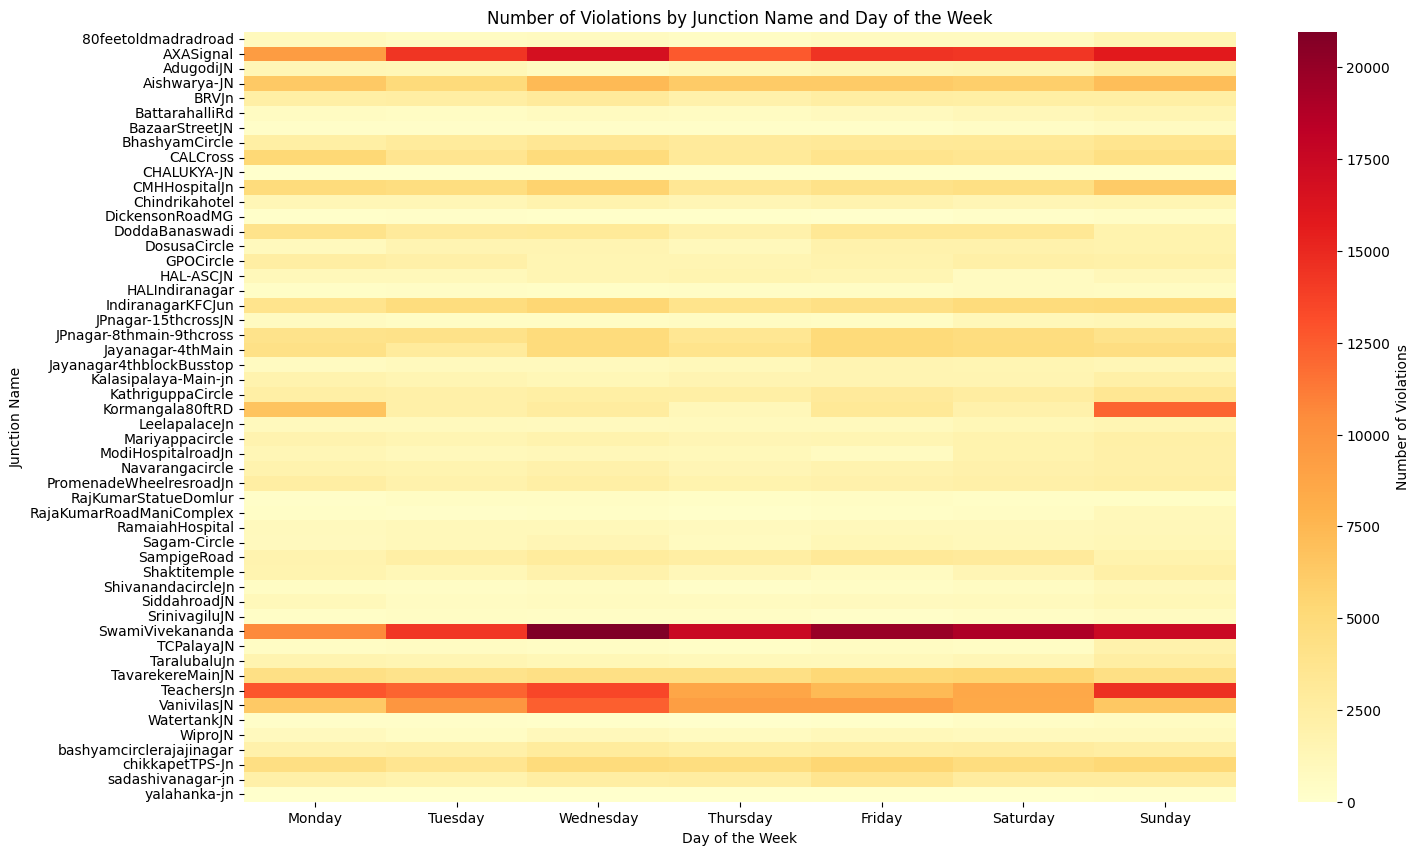 Number of Violations by Junction Name and Day of the Week
80feetoldmadradroad
AXASignal
AdugodiJN
Aishwarya-JN
BRVJn
BattarahalliRd
BazaarStreetJN
BhashyamCircle
CALCross
CHALUKYA-JN
CMHHospitalJn
Chindrikahotel
DickensonRoadMG
DoddaBanaswadi
DosusaCircle
GPOCircle
HAL-ASCJN
HALIndiranagar
IndiranagarKFCJun
JPnagar-15thcrossJN
JPnagar-8thmain-9thcross
Jayanagar-4thMain
Jayanagar4thblockBusstop
Kalasipalaya-Main-jn
KathriguppaCircle
Kormangala80ftRD
LeelapalaceJn
Mariyappacircle
ModiHospitalroadJn
Navarangacircle
PromenadeWheelresroadJn
RajKumarStatueDomlur
RajaKumarRoadManiComplex
RamaiahHospital
Sagam-Circle
SampigeRoad
Shaktitemple
ShivanandacircleJn
SiddahroadJN
SrinivagiluJN
SwamiVivekananda
TCPalayaJN
TaralubaluJn
TavarekereMainJN
TeachersJn
VanivilasJN
WatertankJN
WiproJN
bashyamcirclerajajinagar
chikkapetTPS-Jn
sadashivanagar-jn
yalahanka-jn
Junction Name
Monday Tuesday Wednesday Thursday Friday Saturday Sunday
Day of the Week
20000
17500
15000
12500
10000
7500
5000
2500
0
Number of Violations